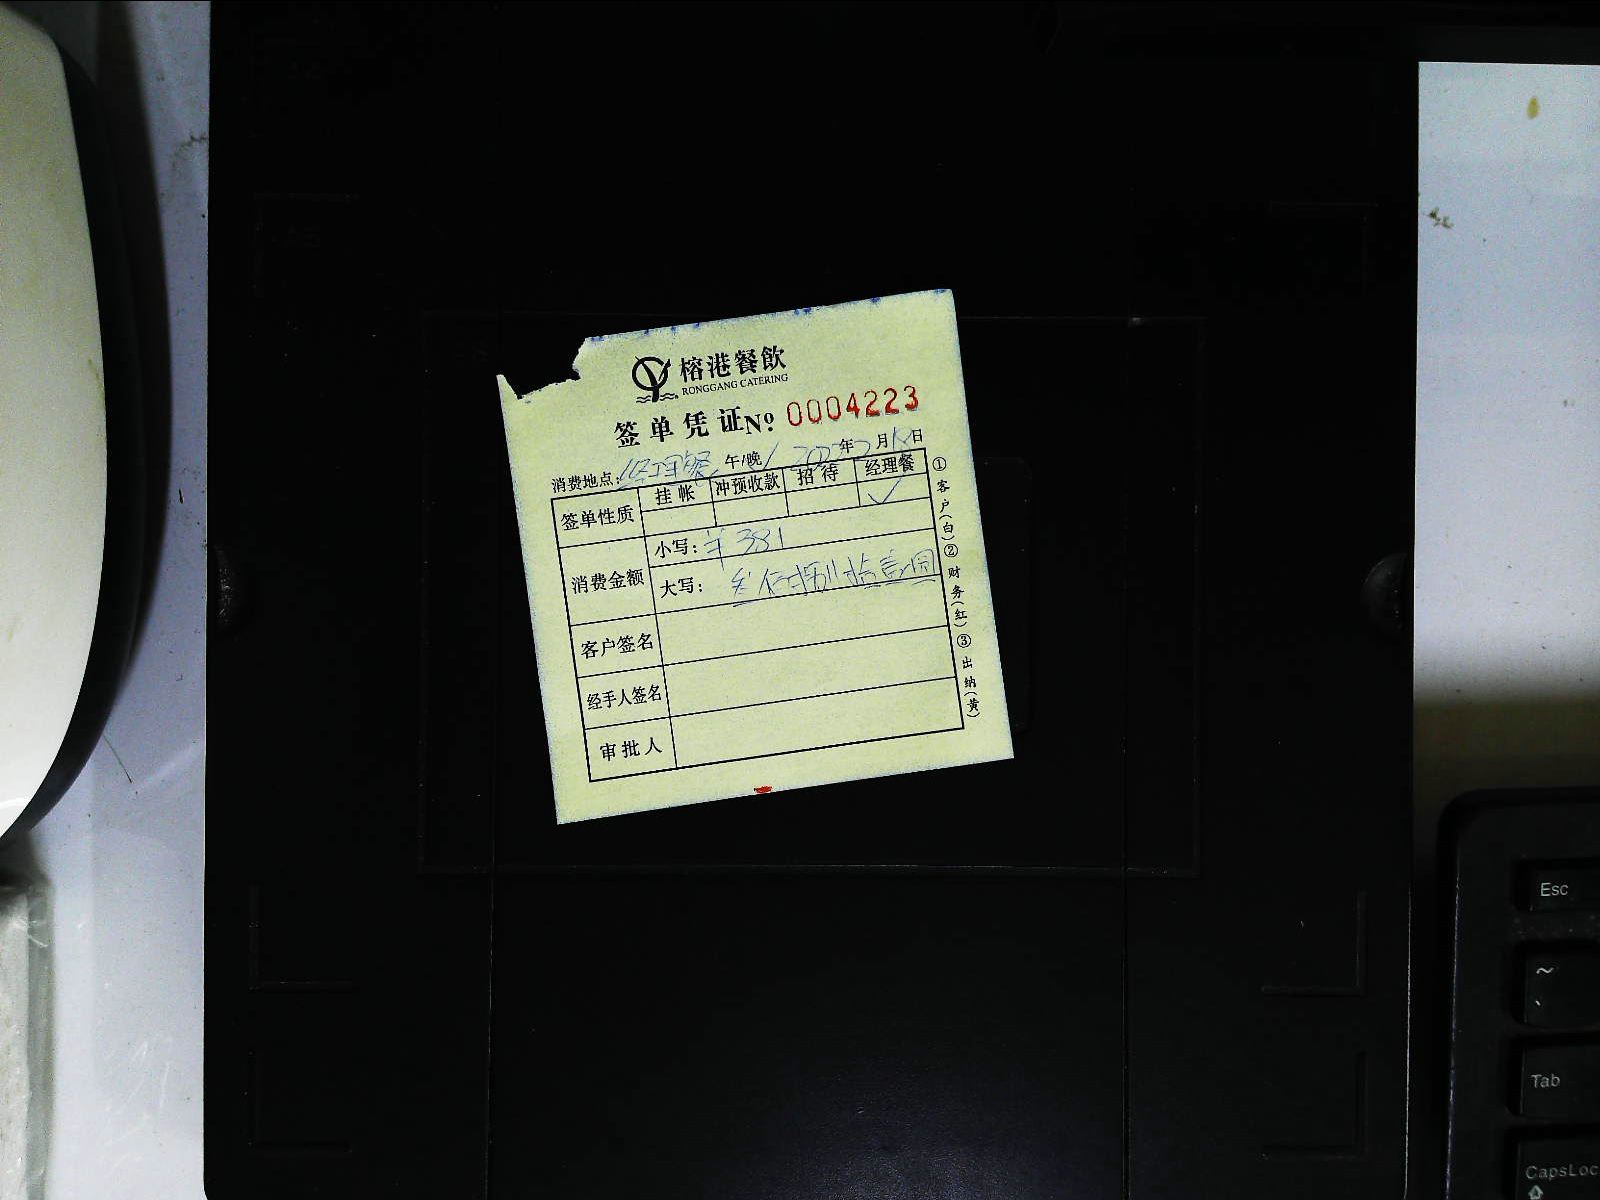 榕港餐飲
RONGGANG CATERING
签单凭证№ 0004223
消费地点：经理餐 午/晚 年 月 日
签单性质 挂帐 冲预收款 招待 经理餐
✓
消费金额 小写：¥381
大写：
客户签名
经手人签名
审批人
①客户(白)②财务(红)③出纳(黄)
Esc
~
Tab
CapsLoc